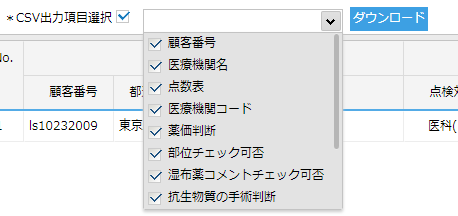 *CSV出力項目選択 ダウンロード
顧客番号
医療機関名
点数表
医療機関コード
薬価判断
部位チェック可否
湿布薬コメントチェック可否
抗生物質の手術判断
No.
顧客番号
ls10232009 東京 医科(